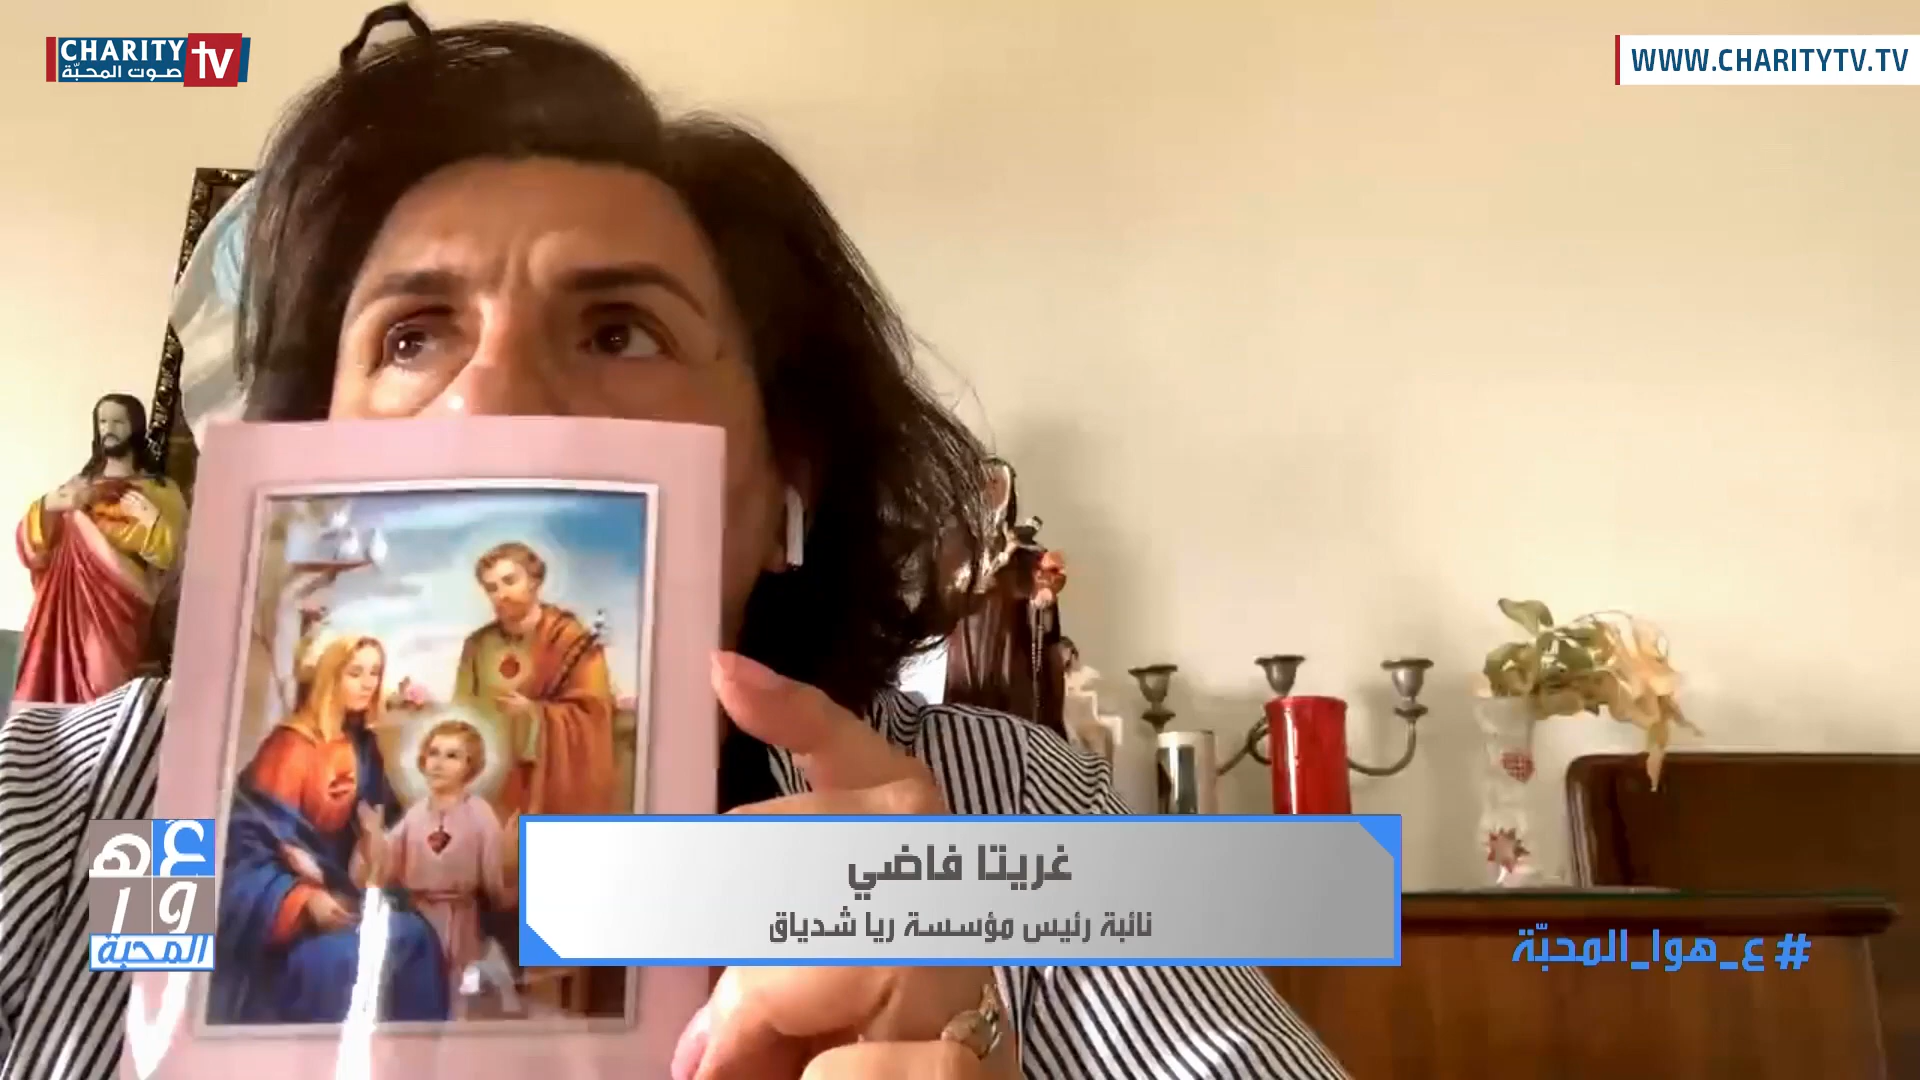 CHARITY tv
صوت المحبّة
WWW.CHARITYTV.TV
غريتا فاضي
نائبة رئيس مؤسسة ريا شدياق
ع هوا
المحبة
#ع_هوا_المحبّة